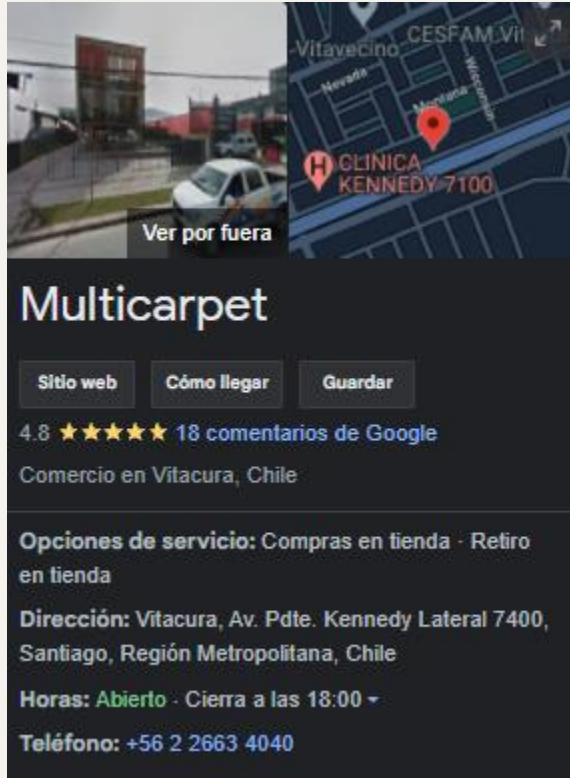 Vitavecino
CESFAM Vit
Nevada
Wisconsin
Montana
CLINICA
KENNEDY 7100
Ver por fuera
Multicarpet
Sitio web
Cómo llegar
Guardar
4.8 ★★★★★ 18 comentarios de Google
Comercio en Vitacura, Chile
Opciones de servicio: Compras en tienda · Retiro
en tienda
Dirección: Vitacura, Av. Pdte. Kennedy Lateral 7400,
Santiago, Región Metropolitana, Chile
Horas: Abierto · Cierra a las 18:00
Teléfono: +56 2 2663 4040